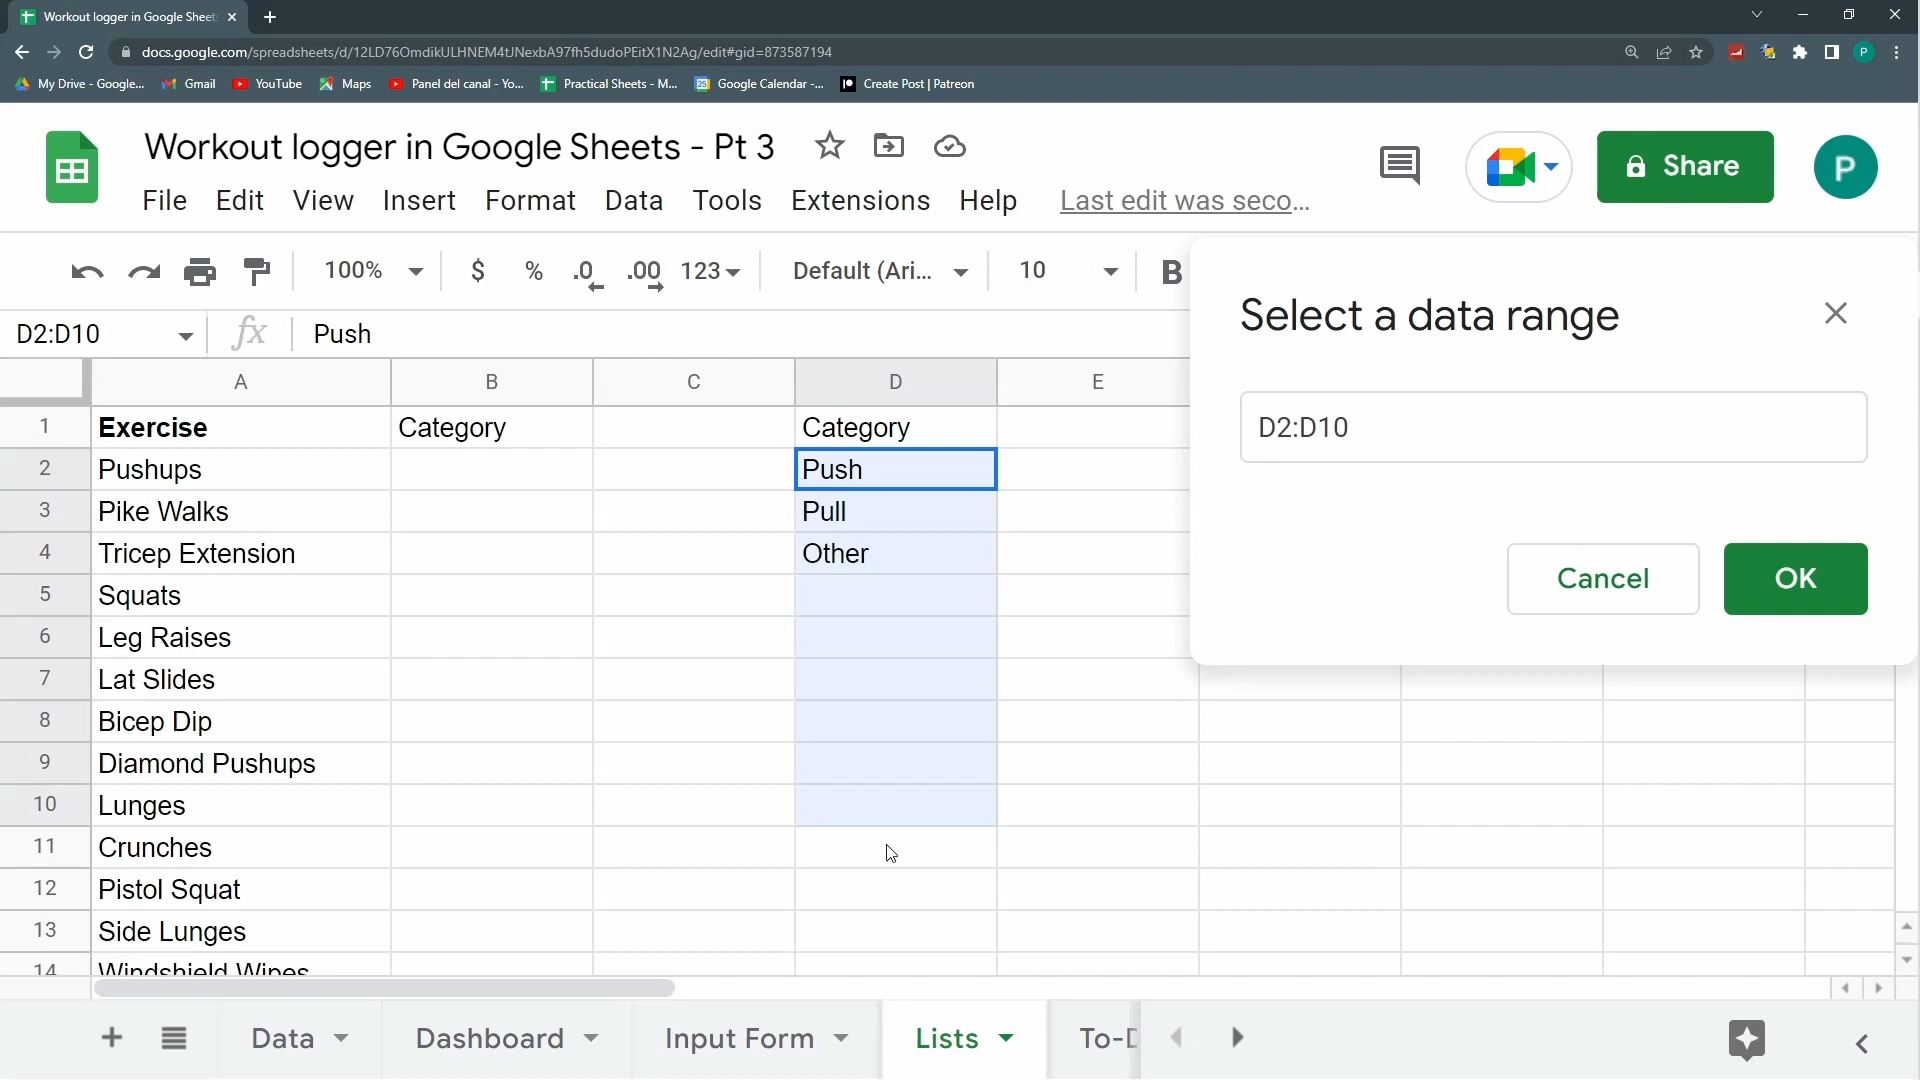 Workout logger in Google Sheet
docs.google.com/spreadsheets/d/12LD76OmdikULHNEM4tJNexbA97fh5dudoPEitX1N2Ag/edit#gid=873587194
P
My Drive - Google... Gmail YouTube Maps Panel del canal - Yo... Practical Sheets - M... Google Calendar -... Create Post | Patreon
Workout logger in Google Sheets - Pt 3
Share
P
File Edit View Insert Format Data Tools Extensions Help Last edit was seco...
100% $ % .0 .00 123 Default (Ari... 10 B
Select a data range
D2:D10 fx Push
D2:D10
Cancel OK
A B C D E
1 Exercise Category Category
2 Pushups Push
3 Pike Walks Pull
4 Tricep Extension Other
5 Squats
6 Leg Raises
7 Lat Slides
8 Bicep Dip
9 Diamond Pushups
10 Lunges
11 Crunches
12 Pistol Squat
13 Side Lunges
14 Windshield Wipes
+ Data Dashboard Input Form Lists To-D